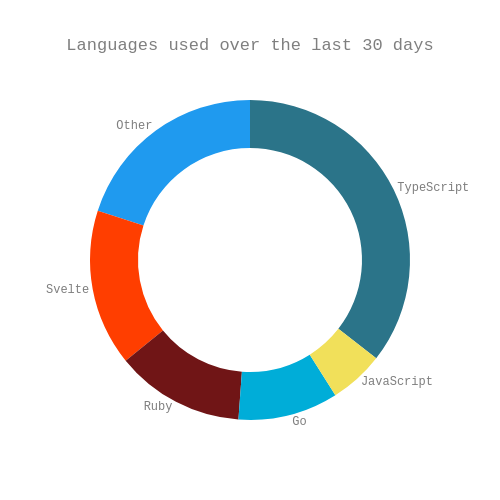 Languages used over the last 30 days
Other
TypeScript
Svelte
JavaScript
Ruby
Go